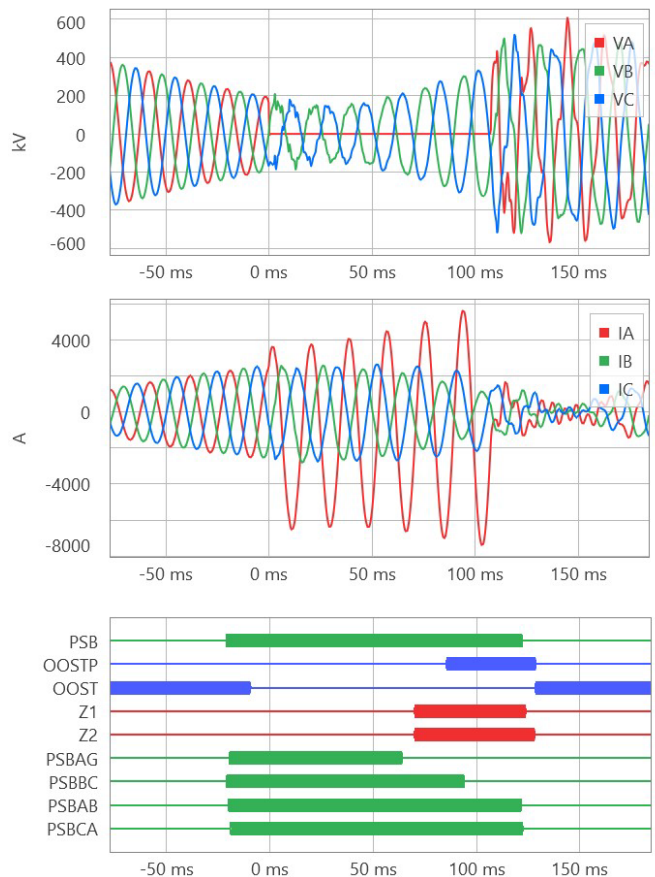 600
400
200
0
-200
-400
-600
kV
VA
VB
VC
-50 ms 0 ms 50 ms 100 ms 150 ms
4000
0
-4000
-8000
A
IA
IB
IC
-50 ms 0 ms 50 ms 100 ms 150 ms
PSB
OOSTP
OOST
Z1
Z2
PSBAG
PSBBC
PSBAB
PSBCA
-50 ms 0 ms 50 ms 100 ms 150 ms